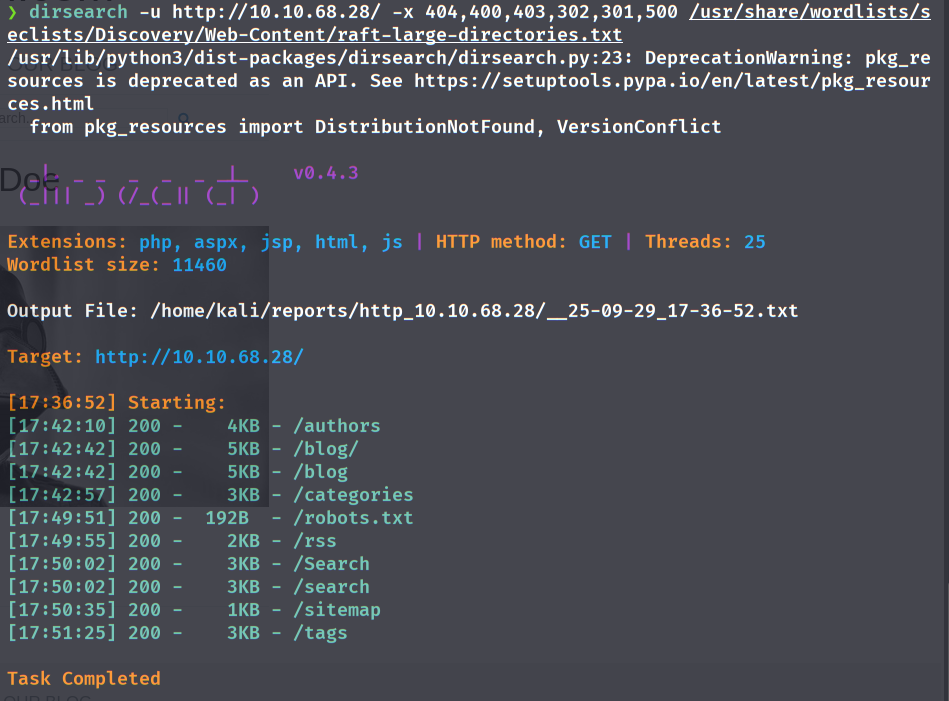 ❯ dirsearch -u http://10.10.68.28/ -x 404,400,403,302,301,500 /usr/share/wordlists/s
eclists/Discovery/Web-Content/raft-large-directories.txt
/usr/lib/python3/dist-packages/dirsearch/dirsearch.py:23: DeprecationWarning: pkg_re
sources is deprecated as an API. See https://setuptools.pypa.io/en/latest/pkg_resour
ces.html
  from pkg_resources import DistributionNotFound, VersionConflict
Doe
  _|. _ _  _  _  _ _|_    v0.4.3
 (_||| _) (/_(_|| (_| )
Extensions: php, aspx, jsp, html, js | HTTP method: GET | Threads: 25
Wordlist size: 11460
Output File: /home/kali/reports/http_10.10.68.28/__25-09-29_17-36-52.txt
Target: http://10.10.68.28/
[17:36:52] Starting:
[17:42:10] 200 -    4KB - /authors
[17:42:42] 200 -    5KB - /blog/
[17:42:42] 200 -    5KB - /blog
[17:42:57] 200 -    3KB - /categories
[17:49:51] 200 -  192B  - /robots.txt
[17:49:55] 200 -    2KB - /rss
[17:50:02] 200 -    3KB - /Search
[17:50:02] 200 -    3KB - /search
[17:50:35] 200 -    1KB - /sitemap
[17:51:25] 200 -    3KB - /tags
Task Completed